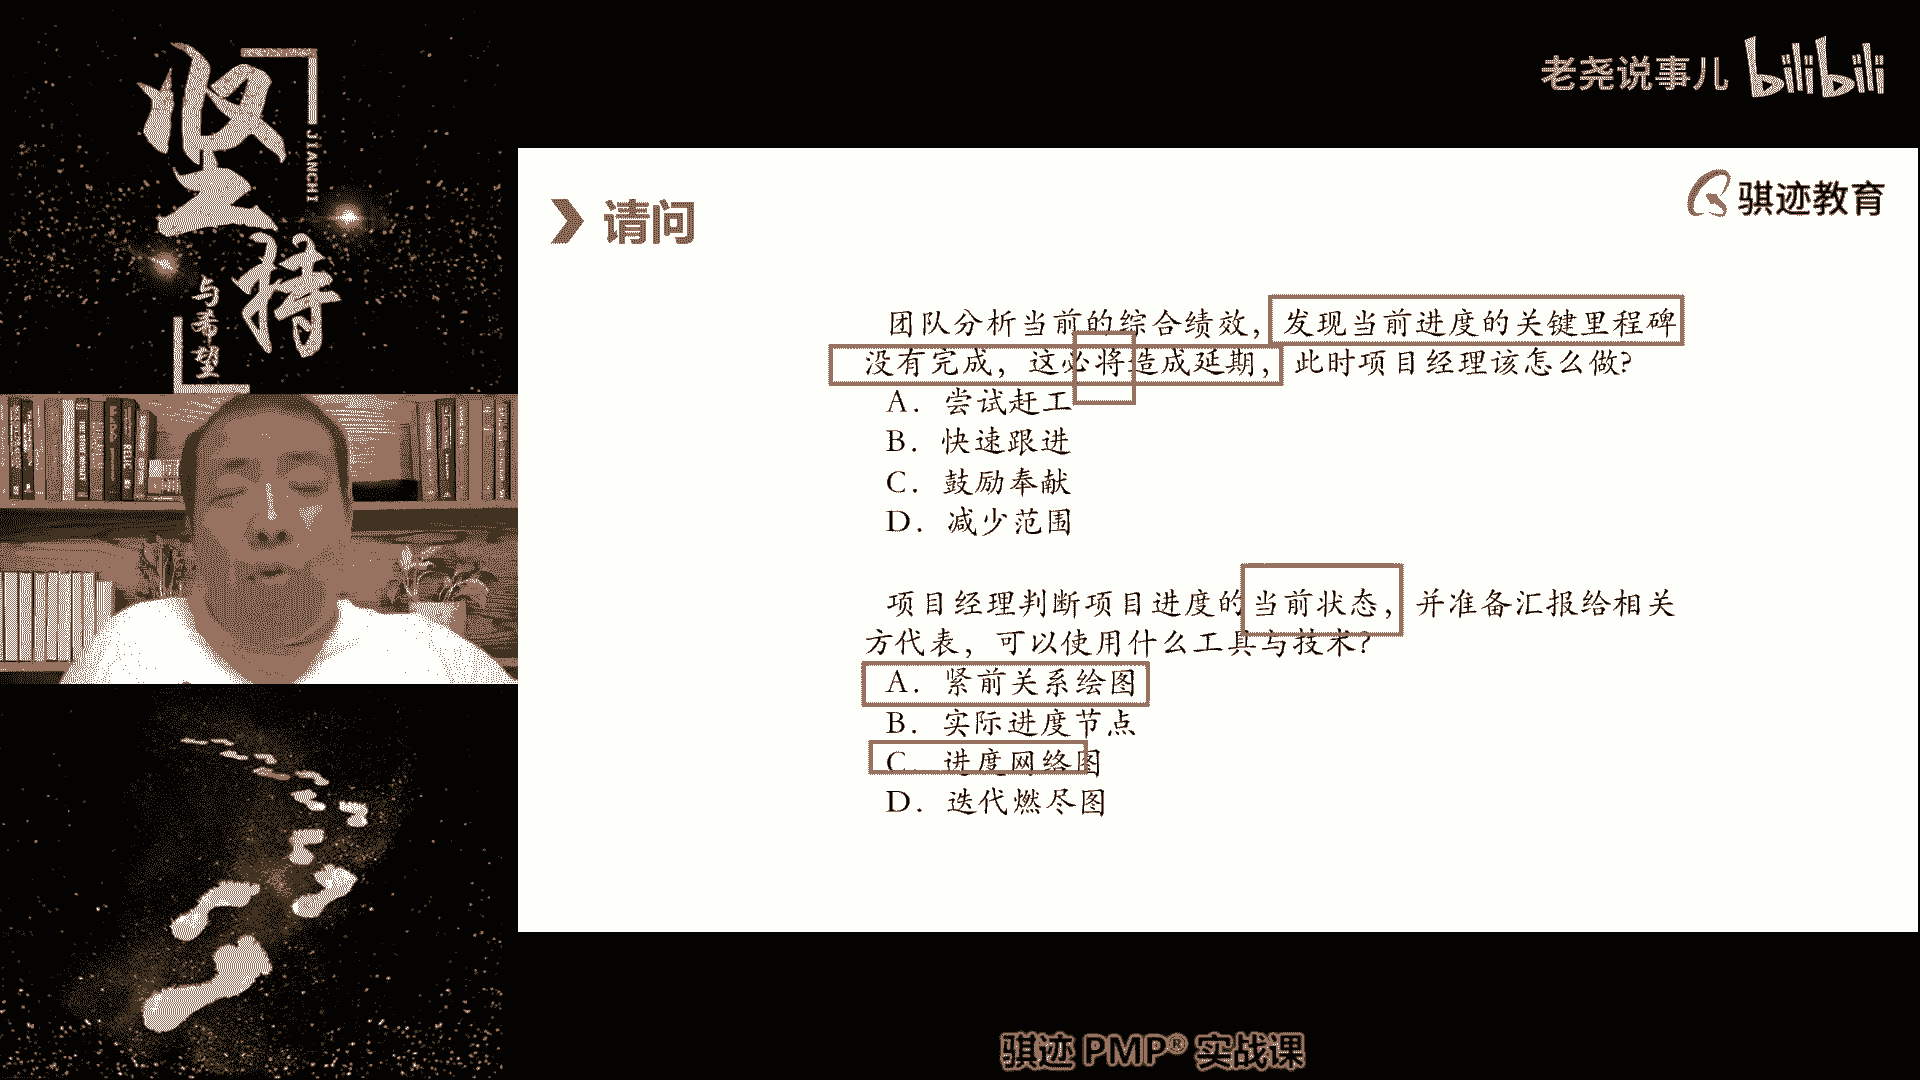 坚持
JIANCHI
与希望
老尧说事儿 bilibili
骐迹教育
请问
团队分析当前的综合绩效，发现当前进度的关键里程碑
没有完成，这必将造成延期，此时项目经理该怎么做？
A．尝试赶工
B．快速跟进
C．鼓励奉献
D．减少范围
项目经理判断项目进度的当前状态，并准备汇报给相关
方代表，可以使用什么工具与技术？
A．紧前关系绘图
B．实际进度节点
C．进度网络图
D．迭代燃尽图
骐迹 PMP® 实战课